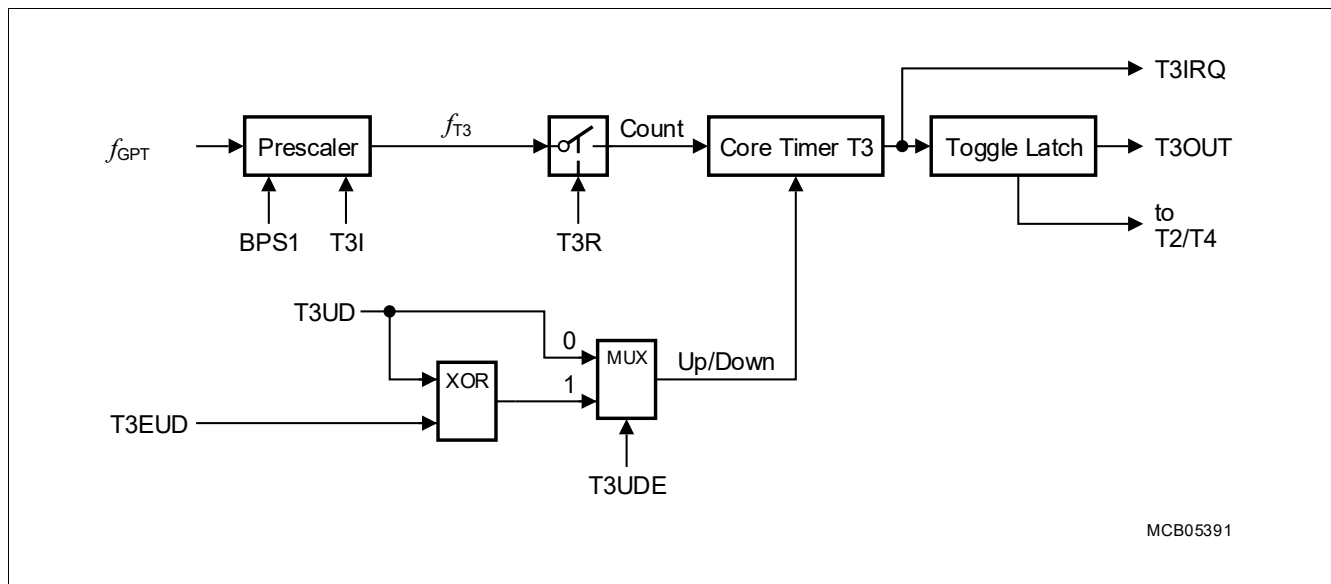 T3IRQ
fGPT
Prescaler
fT3
Count
Core Timer T3
Toggle Latch
T3OUT
BPS1
T3I
T3R
to
T2/T4
T3UD
0
MUX
Up/Down
XOR
1
T3EUD
T3UDE
MCB05391